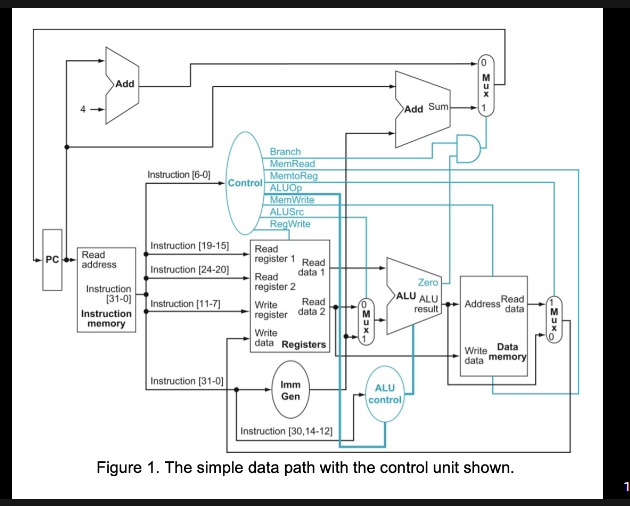 0
M
u
x
1
Add
4
Add Sum
Branch
MemRead
MemtoReg
ALUOp
MemWrite
ALUSrc
RegWrite
Control
Instruction [6-0]
PC
Read
address
Instruction
[31-0]
Instruction
memory
Instruction [19-15]
Instruction [24-20]
Instruction [11-7]
Read
register 1
Read
data 1
Read
register 2
Write
register
Read
data 2
Write
data
Registers
0
M
u
x
1
Zero
ALU
ALU
result
Address
Read
data
Write
data
Data
memory
1
M
u
x
0
Instruction [31-0]
Imm
Gen
ALU
control
Instruction [30,14-12]
Figure 1. The simple data path with the control unit shown.
1